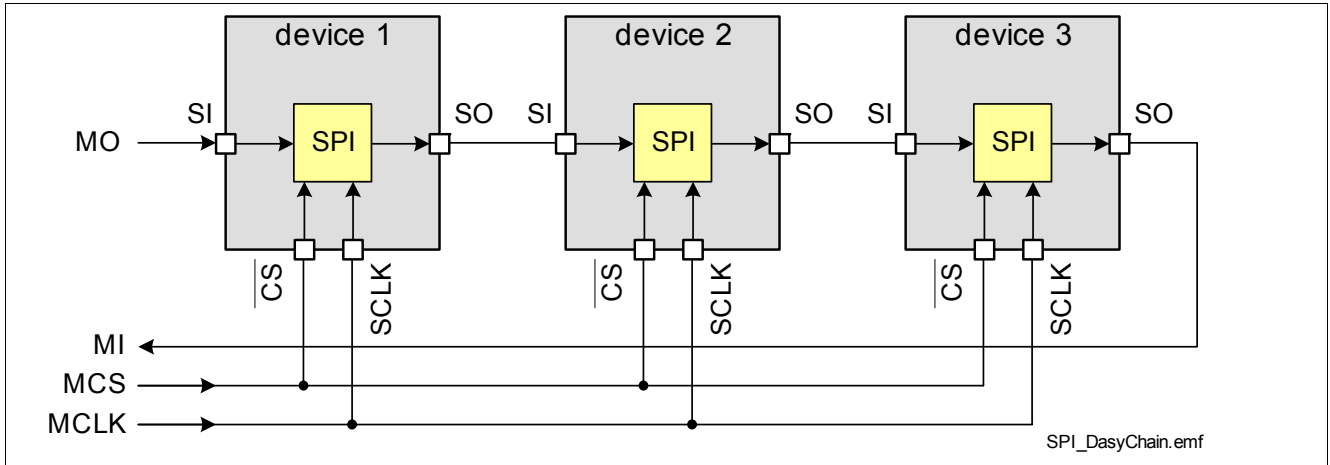 device 1
device 2
device 3
MO
SI
SPI
SO
SI
SPI
SO
SI
SPI
SO
CS
SCLK
CS
SCLK
CS
SCLK
MI
MCS
MCLK
SPI_DasyChain.emf